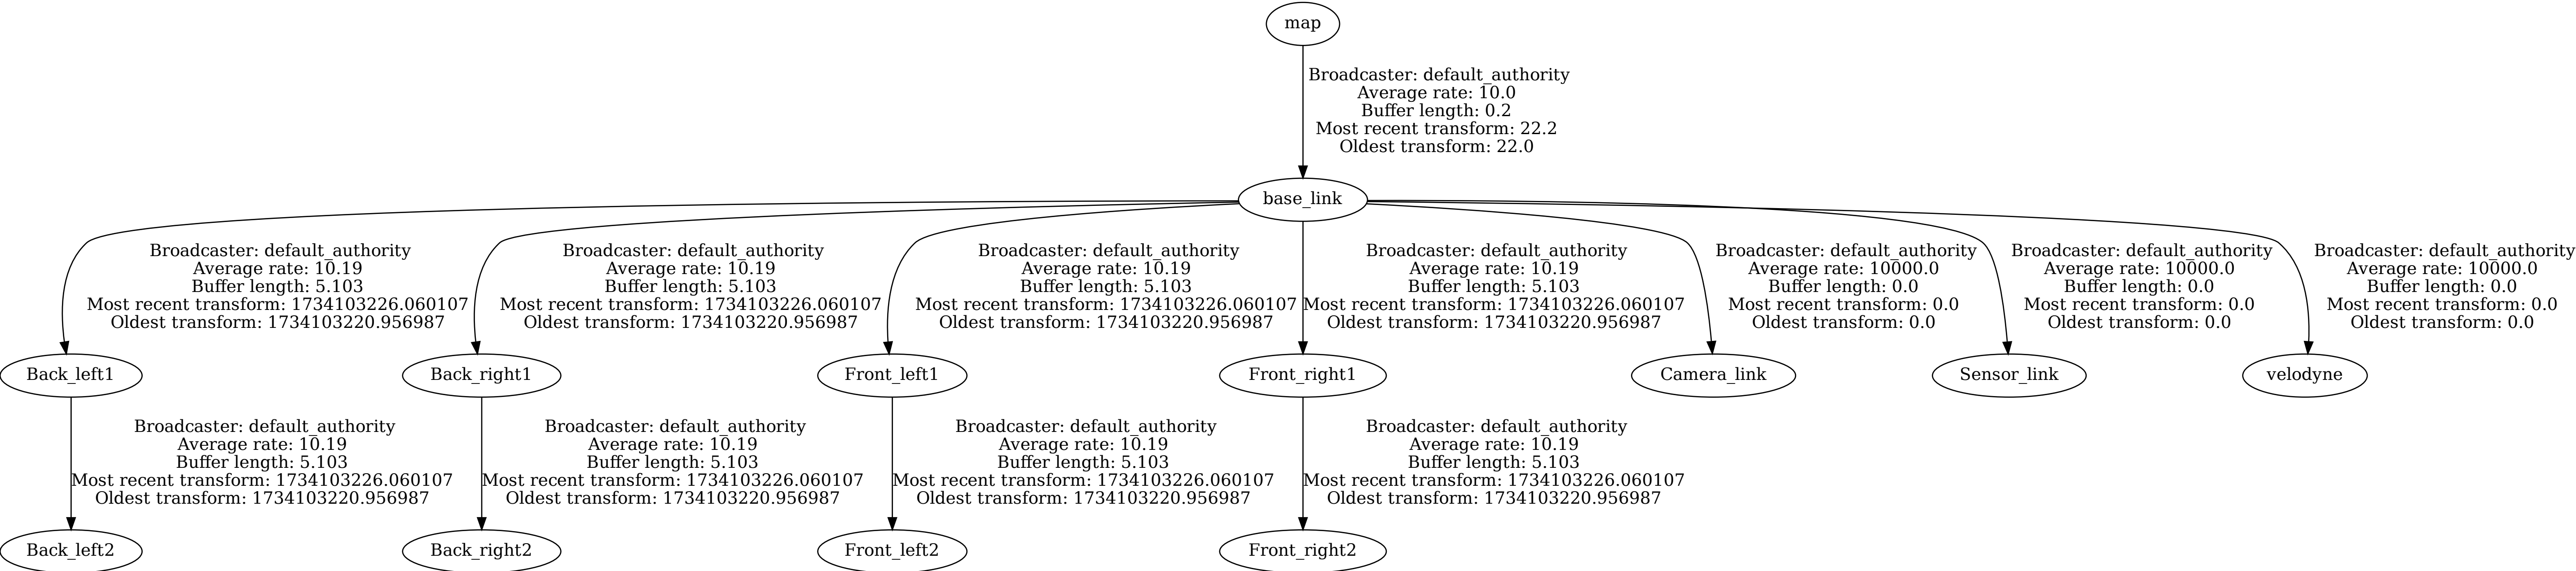 map
Broadcaster: default_authority
Average rate: 10.0
Buffer length: 0.2
Most recent transform: 22.2
Oldest transform: 22.0
base_link
Broadcaster: default_authority
Average rate: 10.19
Buffer length: 5.103
Most recent transform: 1734103226.060107
Oldest transform: 1734103220.956987
Broadcaster: default_authority
Average rate: 10.19
Buffer length: 5.103
Most recent transform: 1734103226.060107
Oldest transform: 1734103220.956987
Broadcaster: default_authority
Average rate: 10.19
Buffer length: 5.103
Most recent transform: 1734103226.060107
Oldest transform: 1734103220.956987
Broadcaster: default_authority
Average rate: 10.19
Buffer length: 5.103
Most recent transform: 1734103226.060107
Oldest transform: 1734103220.956987
Broadcaster: default_authority
Average rate: 10000.0
Buffer length: 0.0
Most recent transform: 0.0
Oldest transform: 0.0
Broadcaster: default_authority
Average rate: 10000.0
Buffer length: 0.0
Most recent transform: 0.0
Oldest transform: 0.0
Broadcaster: default_authority
Average rate: 10000.0
Buffer length: 0.0
Most recent transform: 0.0
Oldest transform: 0.0
Back_left1
Back_right1
Front_left1
Front_right1
Camera_link
Sensor_link
velodyne
Broadcaster: default_authority
Average rate: 10.19
Buffer length: 5.103
Most recent transform: 1734103226.060107
Oldest transform: 1734103220.956987
Broadcaster: default_authority
Average rate: 10.19
Buffer length: 5.103
Most recent transform: 1734103226.060107
Oldest transform: 1734103220.956987
Broadcaster: default_authority
Average rate: 10.19
Buffer length: 5.103
Most recent transform: 1734103226.060107
Oldest transform: 1734103220.956987
Broadcaster: default_authority
Average rate: 10.19
Buffer length: 5.103
Most recent transform: 1734103226.060107
Oldest transform: 1734103220.956987
Back_left2
Back_right2
Front_left2
Front_right2